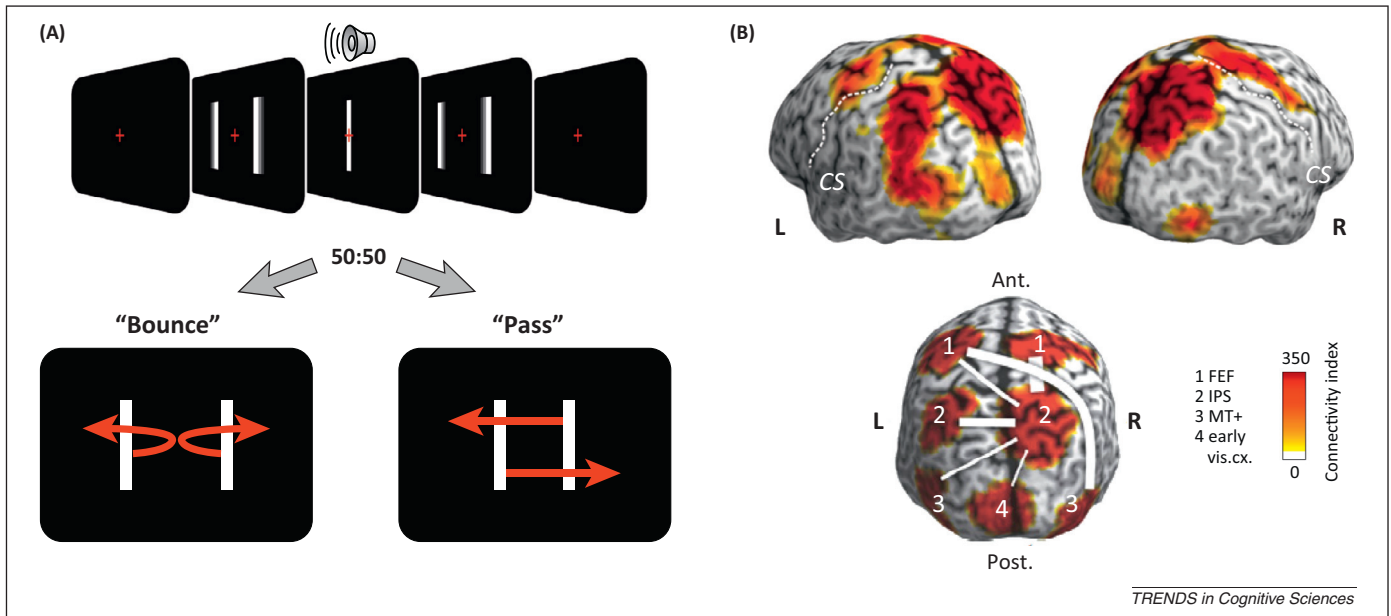 (A)
50:50
“Bounce”
“Pass”
(B)
CS
CS
L
R
Ant.
1
1
2
2
3
4
3
L
R
Post.
1 FEF
2 IPS
3 MT+
4 early
vis.cx.
350
0
Connectivity index
TRENDS in Cognitive Sciences